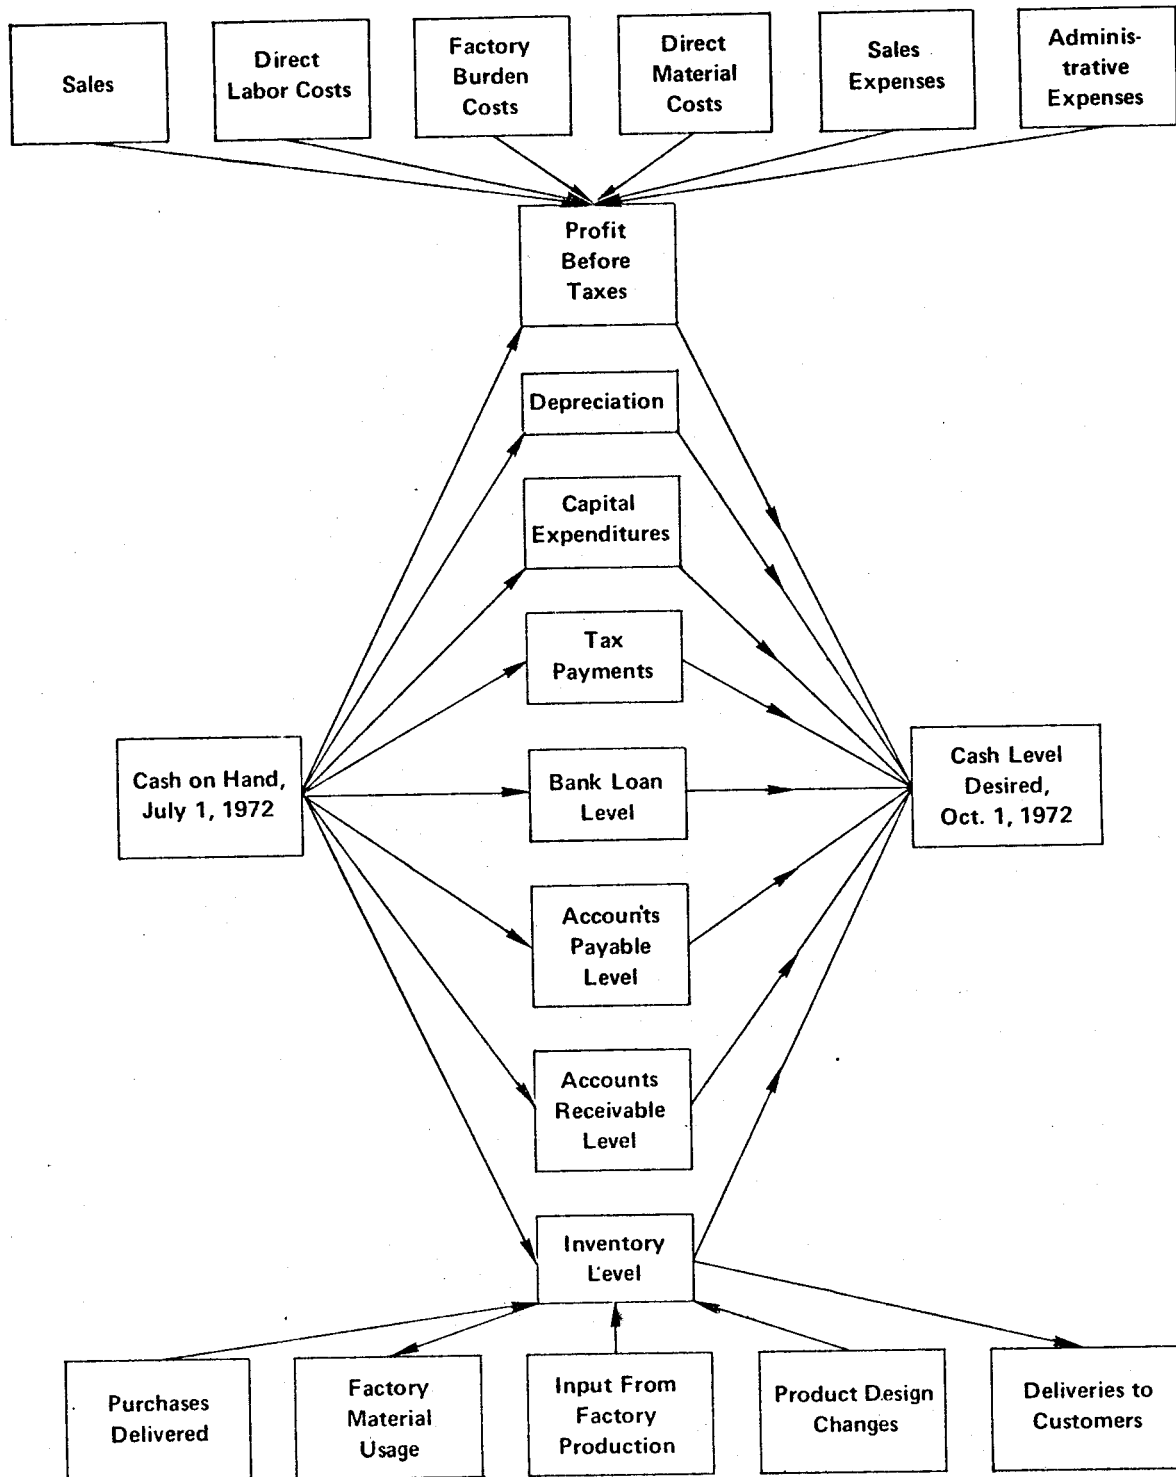 Sales
Direct
Labor Costs
Factory
Burden
Costs
Direct
Material
Costs
Sales
Expenses
Adminis-
trative
Expenses
Profit
Before
Taxes
Depreciation
Capital
Expenditures
Tax
Payments
Cash on Hand,
July 1, 1972
Bank Loan
Level
Cash Level
Desired,
Oct. 1, 1972
Accounts
Payable
Level
Accounts
Receivable
Level
Inventory
Level
Purchases
Delivered
Factory
Material
Usage
Input From
Factory
Production
Product Design
Changes
Deliveries to
Customers